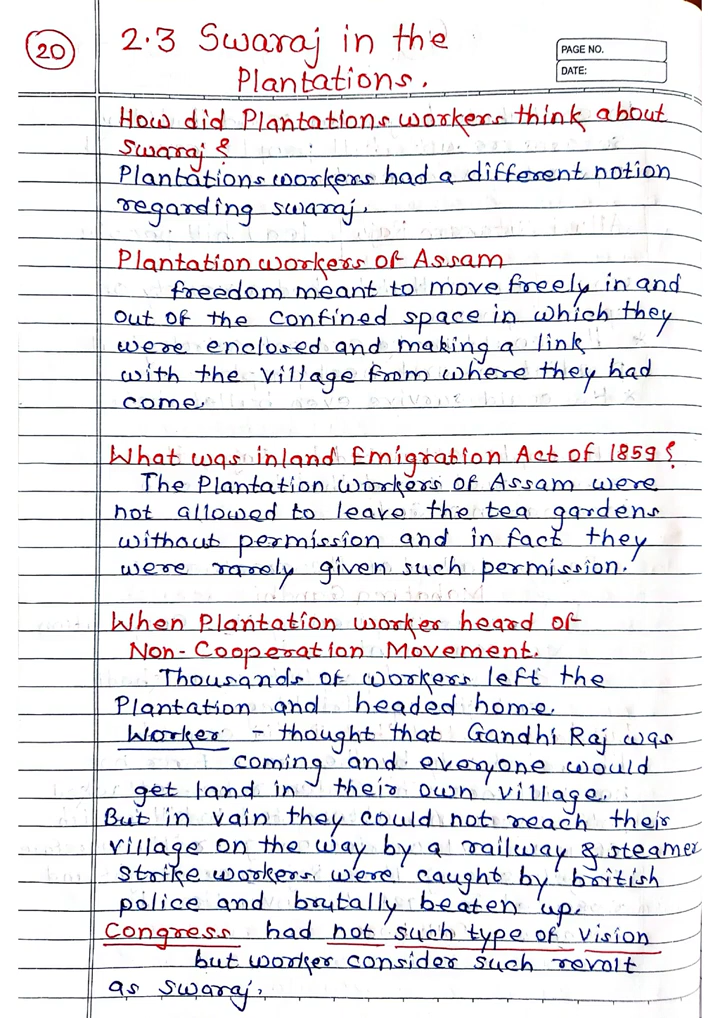 20
2.3 Swaraj in the
Plantations.
PAGE NO.
DATE:
How did Plantations workers think about
Swaraj ?
Plantations workers had a different notion
regarding swaraj.
Plantation workers of Assam
freedom meant to move freely in and
out of the confined space in which they
were enclosed and making a link
with the village from where they had
come.
What was inland Emigration Act of 1859 ?
The Plantation workers of Assam were
not allowed to leave the tea gardens
without permission and in fact they
were rarely given such permission.
When Plantation worker heard of
Non-Cooperation Movement.
Thousands of workers left the
Plantation and headed home.
Worker - thought that Gandhi Raj was
coming and everyone would
get land in their own village.
But in vain they could not reach their
village on the way by a railway & steamer
strike workers were caught by british
police and brutally beaten up.
Congress had not such type of vision
but worker consider such revolt
as swaraj.